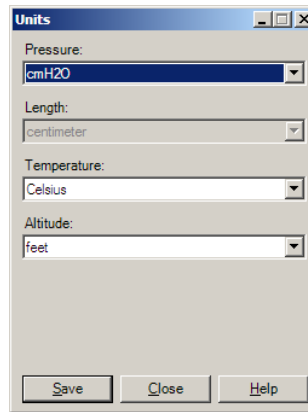 Units
Pressure:
cmH2O
Length:
centimeter
Temperature:
Celsius
Altitude:
feet
Save Close Help